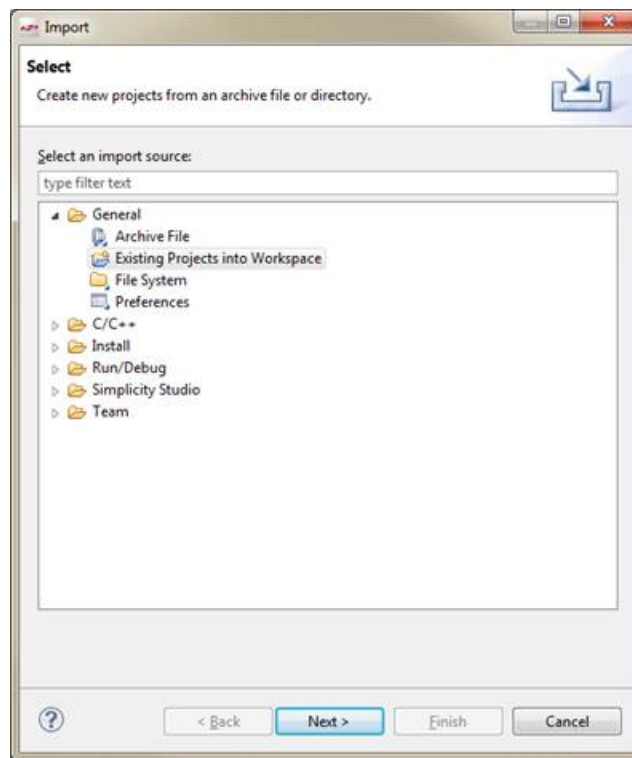 Import
Select
Create new projects from an archive file or directory.
Select an import source:
type filter text
General
Archive File
Existing Projects into Workspace
File System
Preferences
C/C++
Install
Run/Debug
Simplicity Studio
Team
< Back
Next >
Finish
Cancel